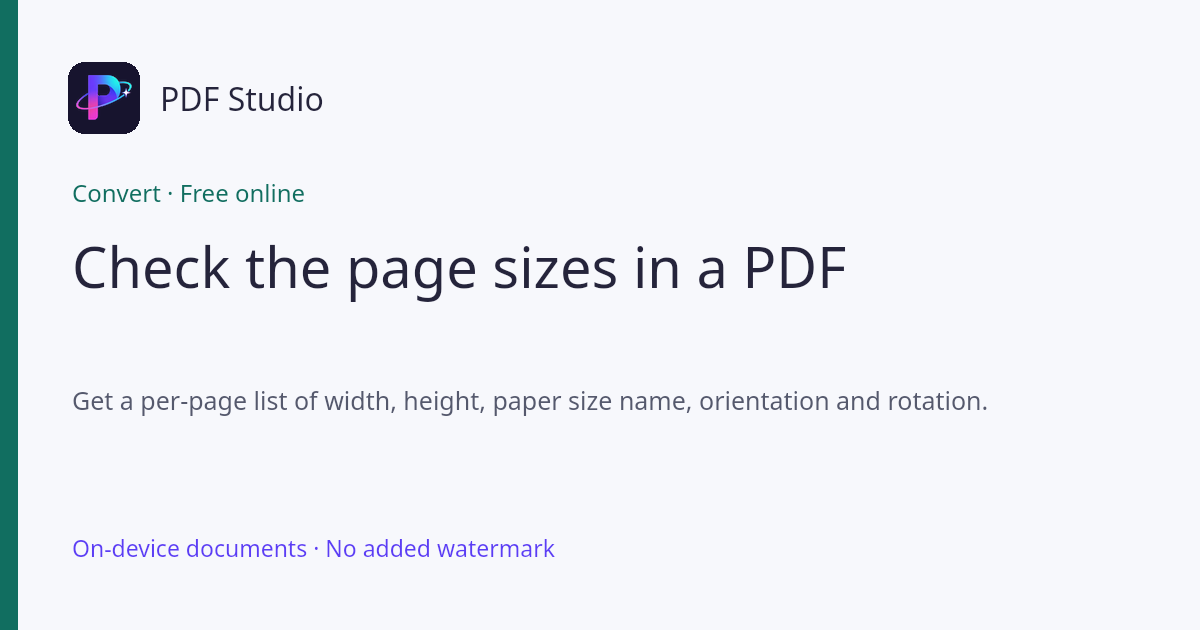 PDF Studio
Convert · Free online
Check the page sizes in a PDF
Get a per-page list of width, height, paper size name, orientation and rotation.
On-device documents · No added watermark